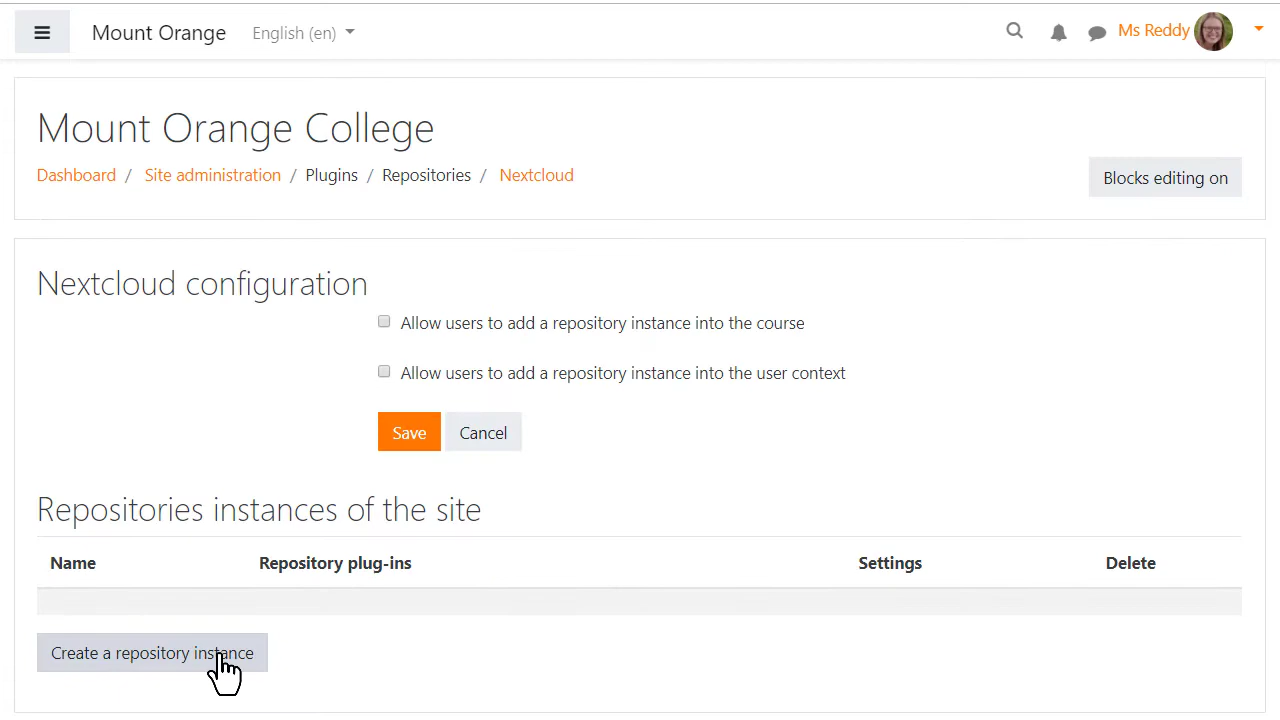 Mount Orange English (en) Ms Reddy
Mount Orange College
Dashboard / Site administration / Plugins / Repositories / Nextcloud
Blocks editing on
Nextcloud configuration
Allow users to add a repository instance into the course
Allow users to add a repository instance into the user context
Save Cancel
Repositories instances of the site
Name Repository plug-ins Settings Delete
Create a repository instance